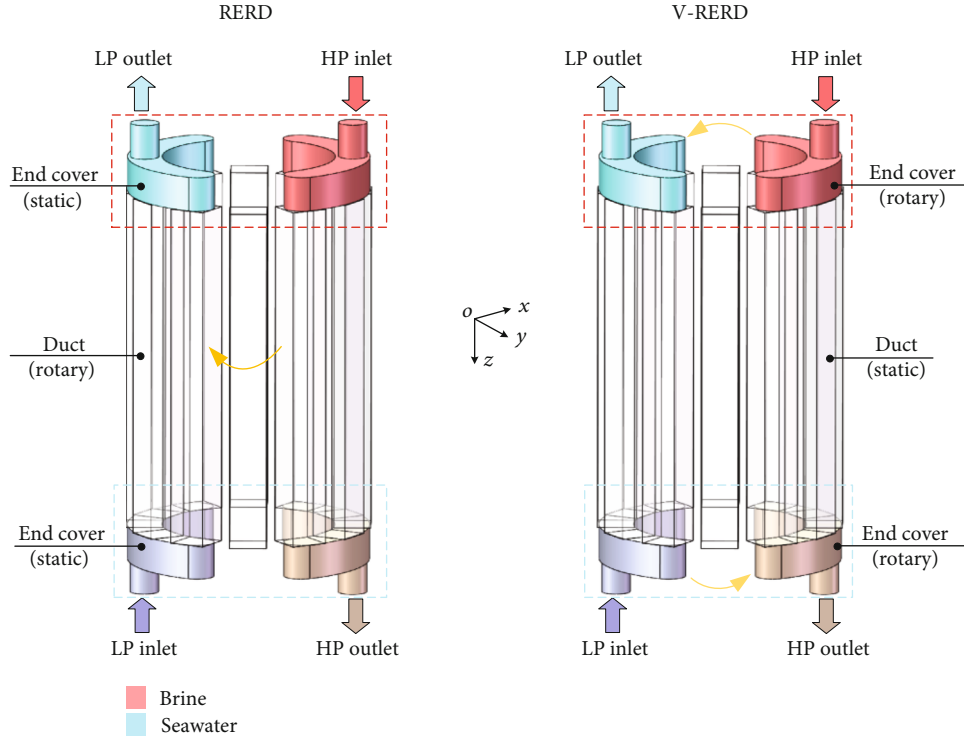 RERD
V-RERD
LP outlet
HP inlet
LP outlet
HP inlet
End cover
(static)
End cover
(rotary)
o
x
y
z
Duct
(rotary)
Duct
(static)
End cover
(static)
End cover
(rotary)
LP inlet
HP outlet
LP inlet
HP outlet
Brine
Seawater